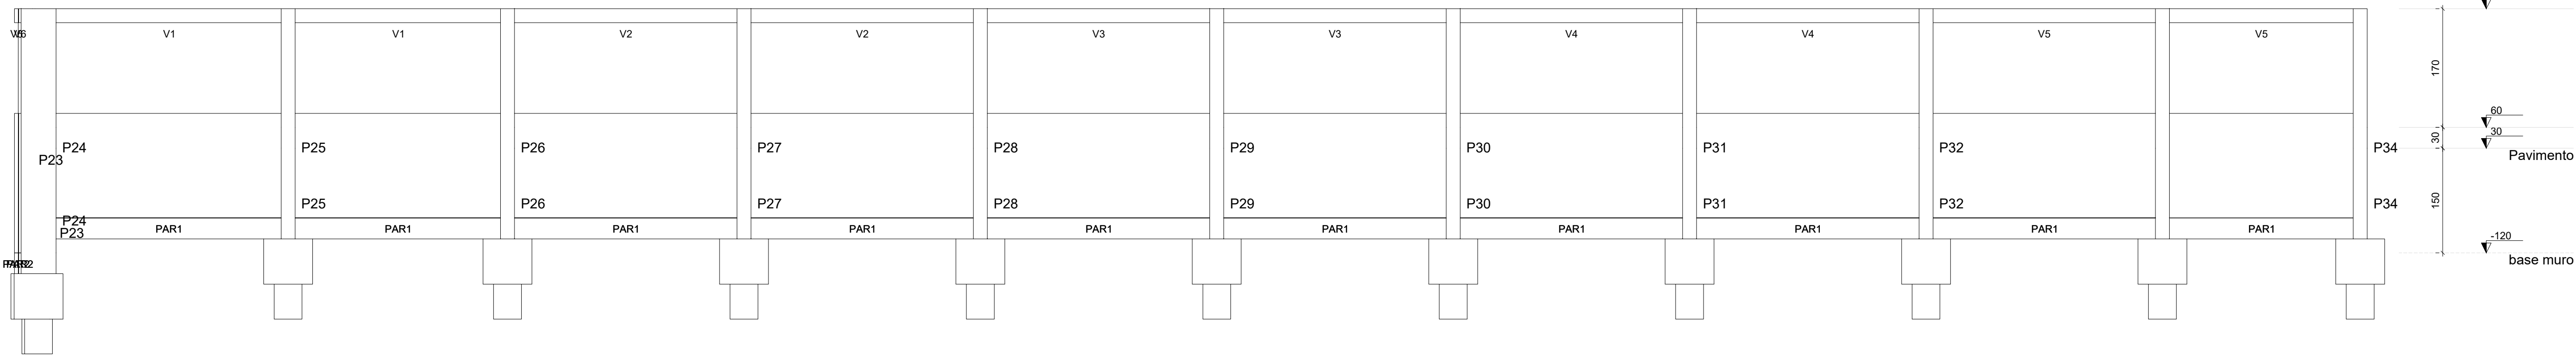 V1 V1 V2 V2 V3 V3 V4 V4 V5 V5
170
60
30
30
P24 P25 P26 P27 P28 P29 P30 P31 P32 P34
Pavimento
P23
P25 P26 P27 P28 P29 P30 P31 P32 P34
150
P24
PAR1 PAR1 PAR1 PAR1 PAR1 PAR1 PAR1 PAR1 PAR1 PAR1
P23
-120
base muro